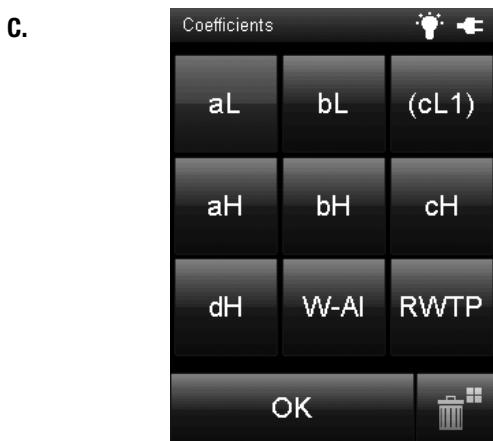 C.
Coefficients
aL bL (cL1)
aH bH cH
dH W-Al RWTP
OK